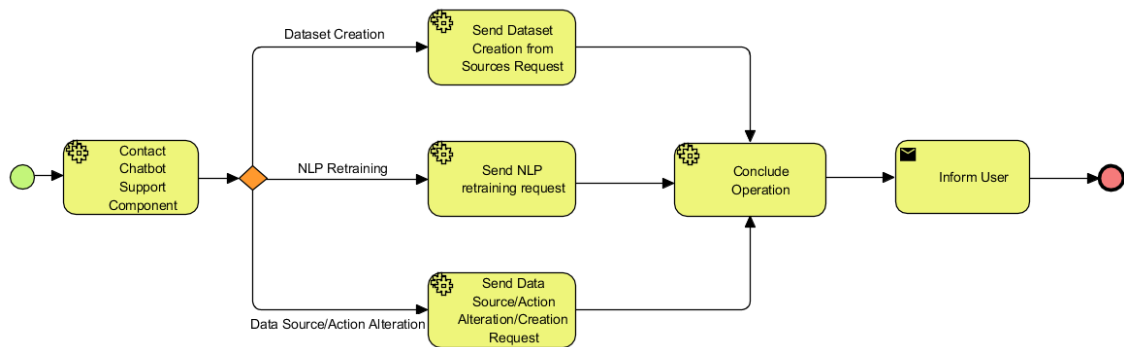 Dataset Creation
Send Dataset
Creation from
Sources Request
Contact
Chatbot
Support
Component
NLP Retraining
Send NLP
retraining request
Conclude
Operation
Inform User
Data Source/Action Alteration
Send Data
Source/Action
Alteration/Creation
Request